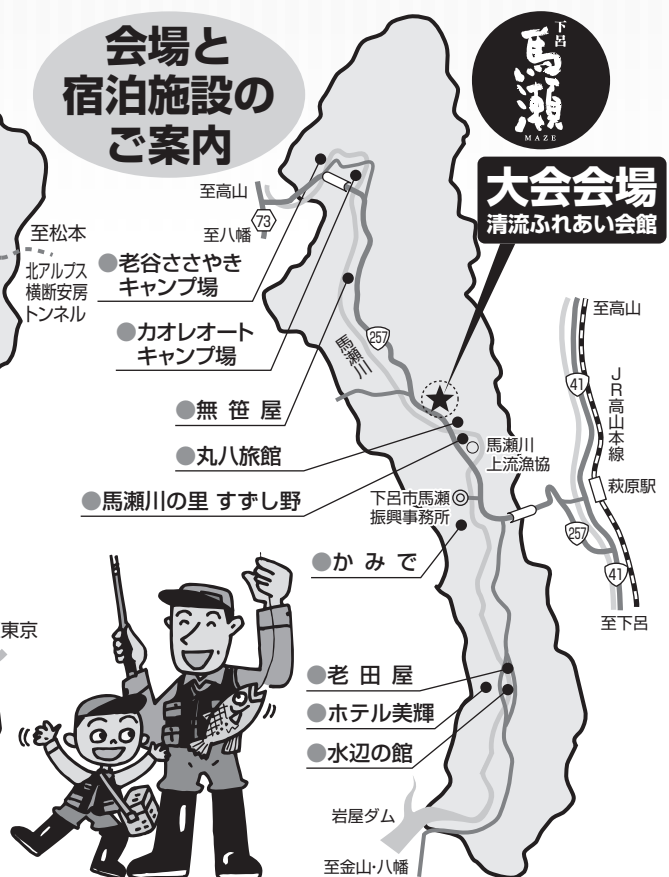 会場と
宿泊施設の
ご案内
下呂
馬瀬
MAZE
大会会場
清流ふれあい会館
至高山
73
至八幡
至松本
北アルプス
横断安房
トンネル
●老谷ささやき
キャンプ場
●カオレオート
キャンプ場
257
馬瀬川
●無笹屋
●丸八旅館
●馬瀬川の里 すずし野
馬瀬川
上流漁協
下呂市馬瀬
振興事務所
●かみで
至高山
41
JR高山本線
萩原駅
257
41
至下呂
東京
●老田屋
●ホテル美輝
●水辺の館
岩屋ダム
至金山・八幡